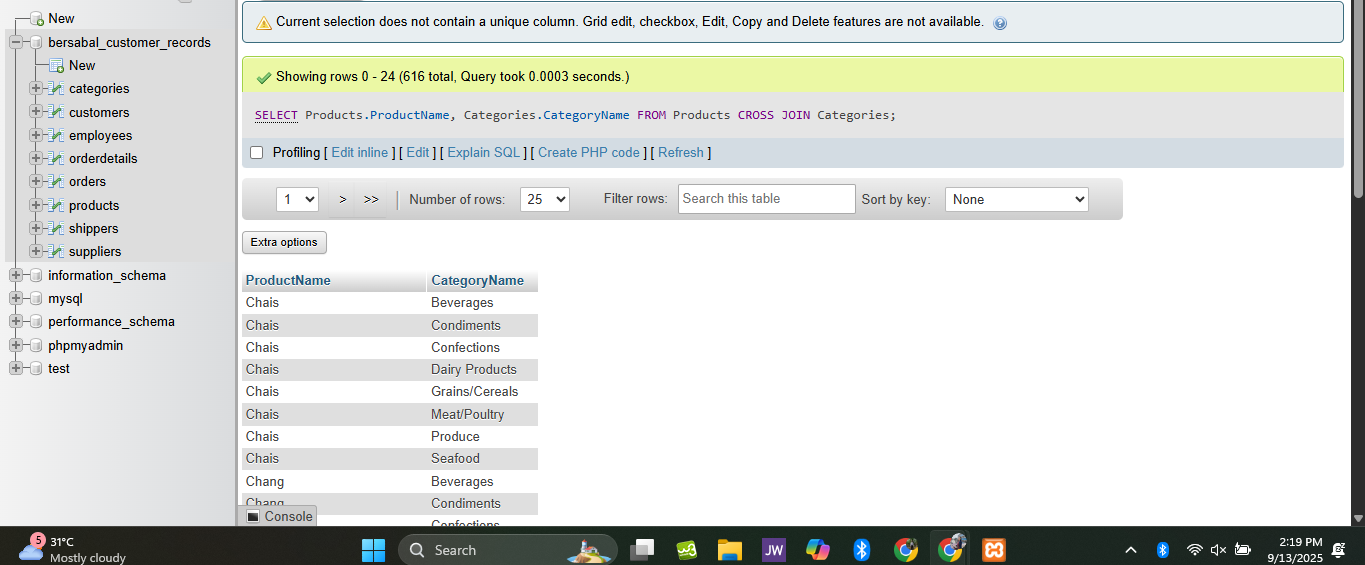 New
bersabal_customer_records
New
categories
customers
employees
orderdetails
orders
products
shippers
suppliers
information_schema
mysql
performance_schema
phpmyadmin
test
Current selection does not contain a unique column. Grid edit, checkbox, Edit, Copy and Delete features are not available.
Showing rows 0 - 24 (616 total, Query took 0.0003 seconds.)
SELECT Products.ProductName, Categories.CategoryName FROM Products CROSS JOIN Categories;
Profiling [ Edit inline ] [ Edit ] [ Explain SQL ] [ Create PHP code ] [ Refresh ]
1 > >> Number of rows: 25 Filter rows: Search this table Sort by key: None
Extra options
ProductName CategoryName
Chais Beverages
Chais Condiments
Chais Confections
Chais Dairy Products
Chais Grains/Cereals
Chais Meat/Poultry
Chais Produce
Chais Seafood
Chang Beverages
Chang Condiments
Confections
Console
5 31°C
Mostly cloudy
Search
JW
2:19 PM
9/13/2025